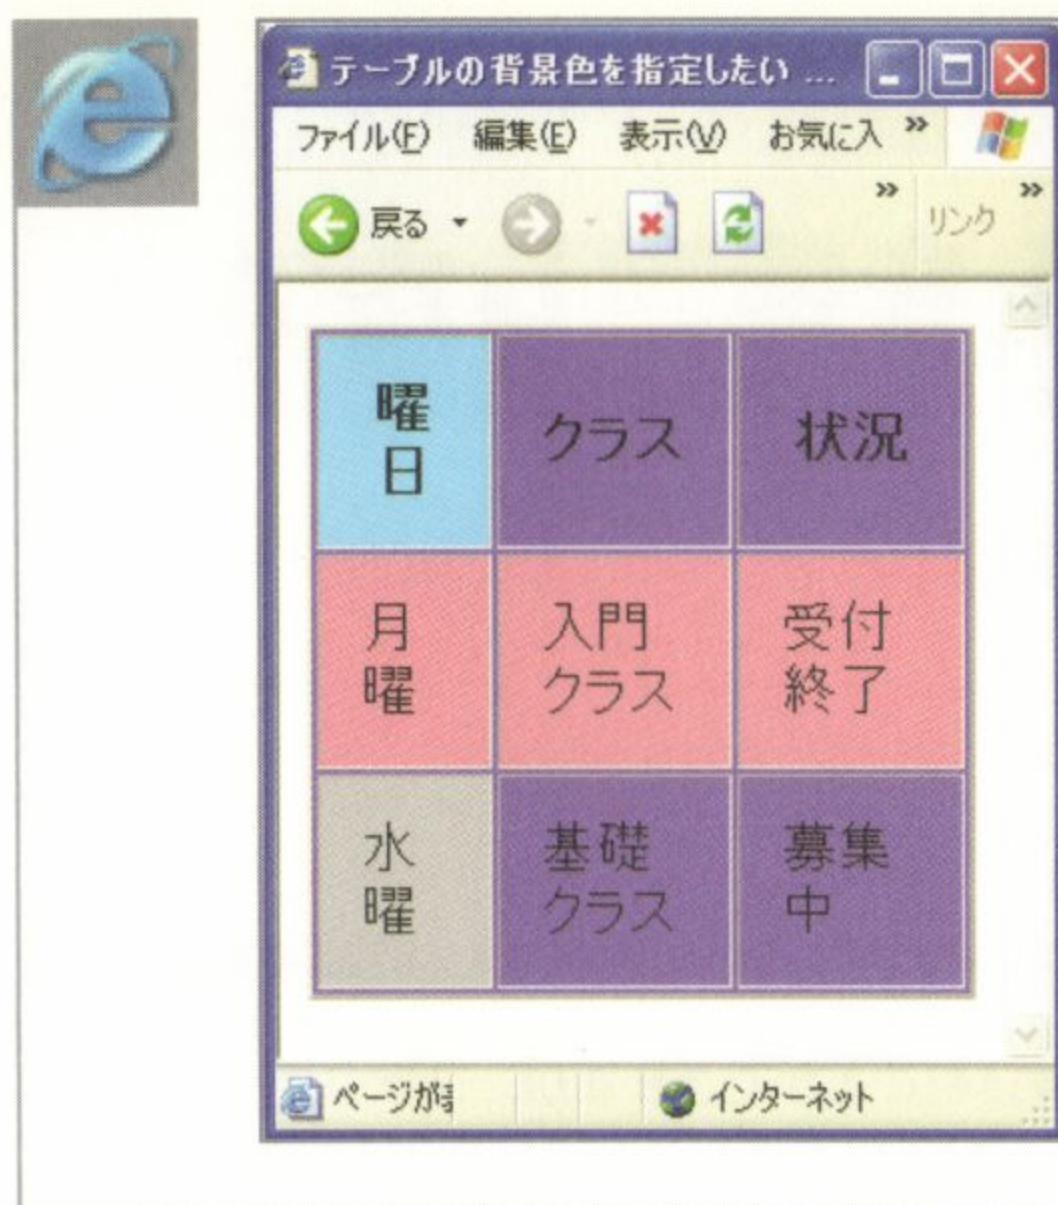 テーブルの背景色を指定したい ...
ファイル(F) 編集(E) 表示(V) お気に入 »
戻る » リンク »
曜
日
クラス
状況
月
曜
入門
クラス
受付
終了
水
曜
基礎
クラス
募集
中
ページが
インターネット